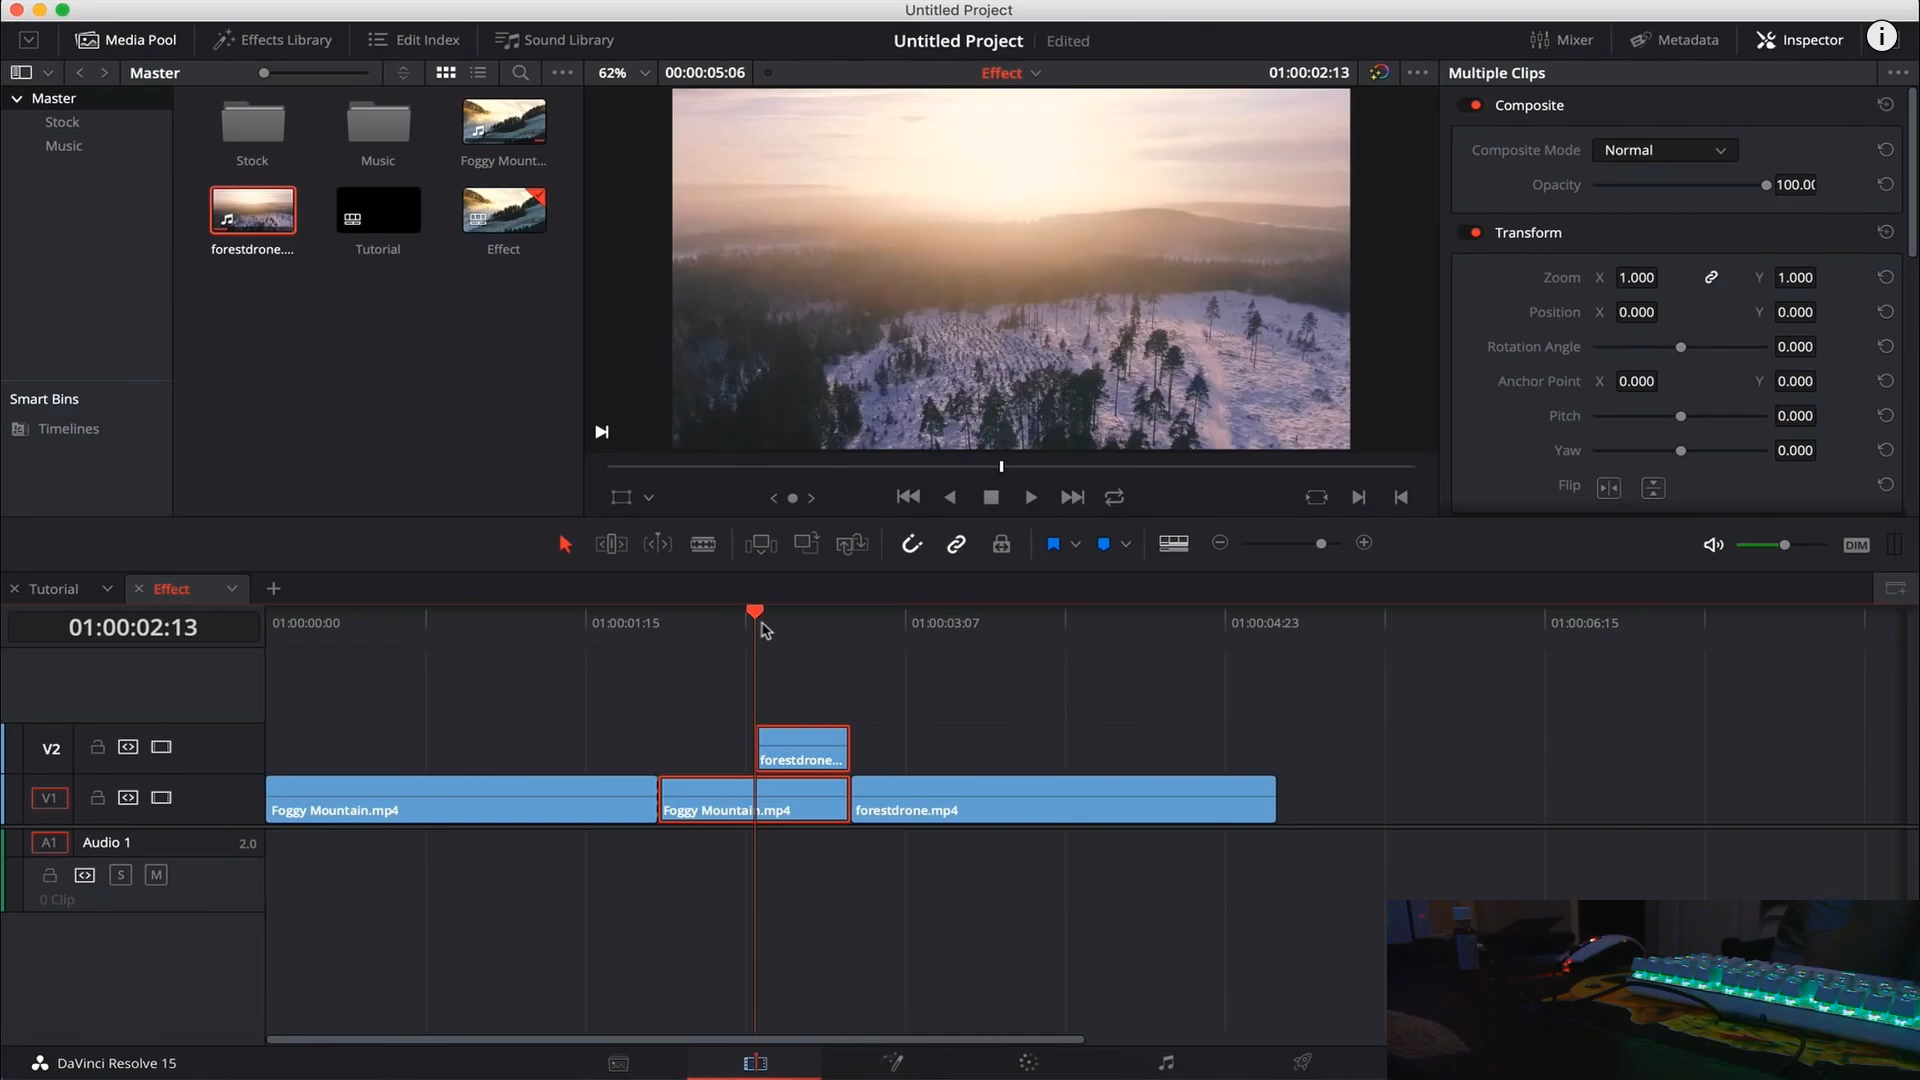 Untitled Project
Media Pool
Effects Library
Edit Index
Sound Library
Untitled Project
Edited
Mixer
Metadata
Inspector
i
Master
62%
00:00:05:06
Effect
01:00:02:13
Multiple Clips
Master
Stock
Music
Stock
Music
Foggy Mount...
forestdrone....
Tutorial
Effect
Smart Bins
Timelines
Composite
Composite Mode
Normal
Opacity
100.00
Transform
Zoom X 1.000 Y 1.000
Position X 0.000 Y 0.000
Rotation Angle 0.000
Anchor Point X 0.000 Y 0.000
Pitch 0.000
Yaw 0.000
Flip
DIM
Tutorial
Effect
01:00:02:13
01:00:00:00
01:00:01:15
01:00:03:07
01:00:04:23
01:00:06:15
V2
forestdrone...
V1
Foggy Mountain.mp4
Foggy Mountain.mp4
forestdrone.mp4
A1
Audio 1
2.0
S
M
0 Clip
DaVinci Resolve 15